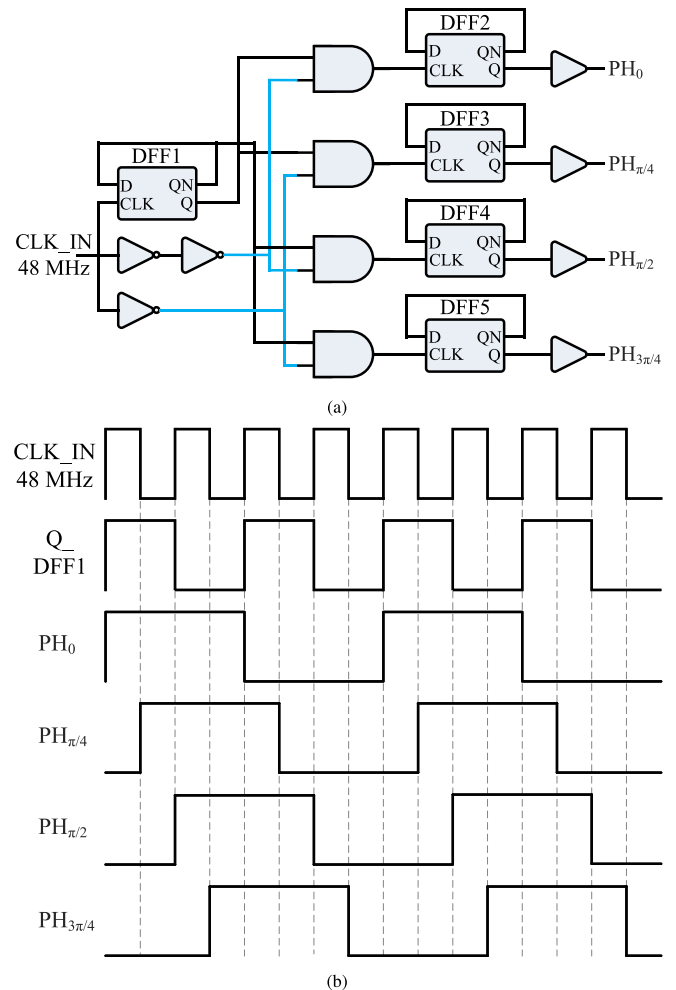 DFF2
D QN
CLK Q
PH0
DFF3
D QN
CLK Q
PHπ/4
DFF1
D QN
CLK Q
CLK_IN
48 MHz
DFF4
D QN
CLK Q
PHπ/2
DFF5
D QN
CLK Q
PH3π/4
(a)
CLK_IN
48 MHz
Q_
DFF1
PH0
PHπ/4
PHπ/2
PH3π/4
(b)